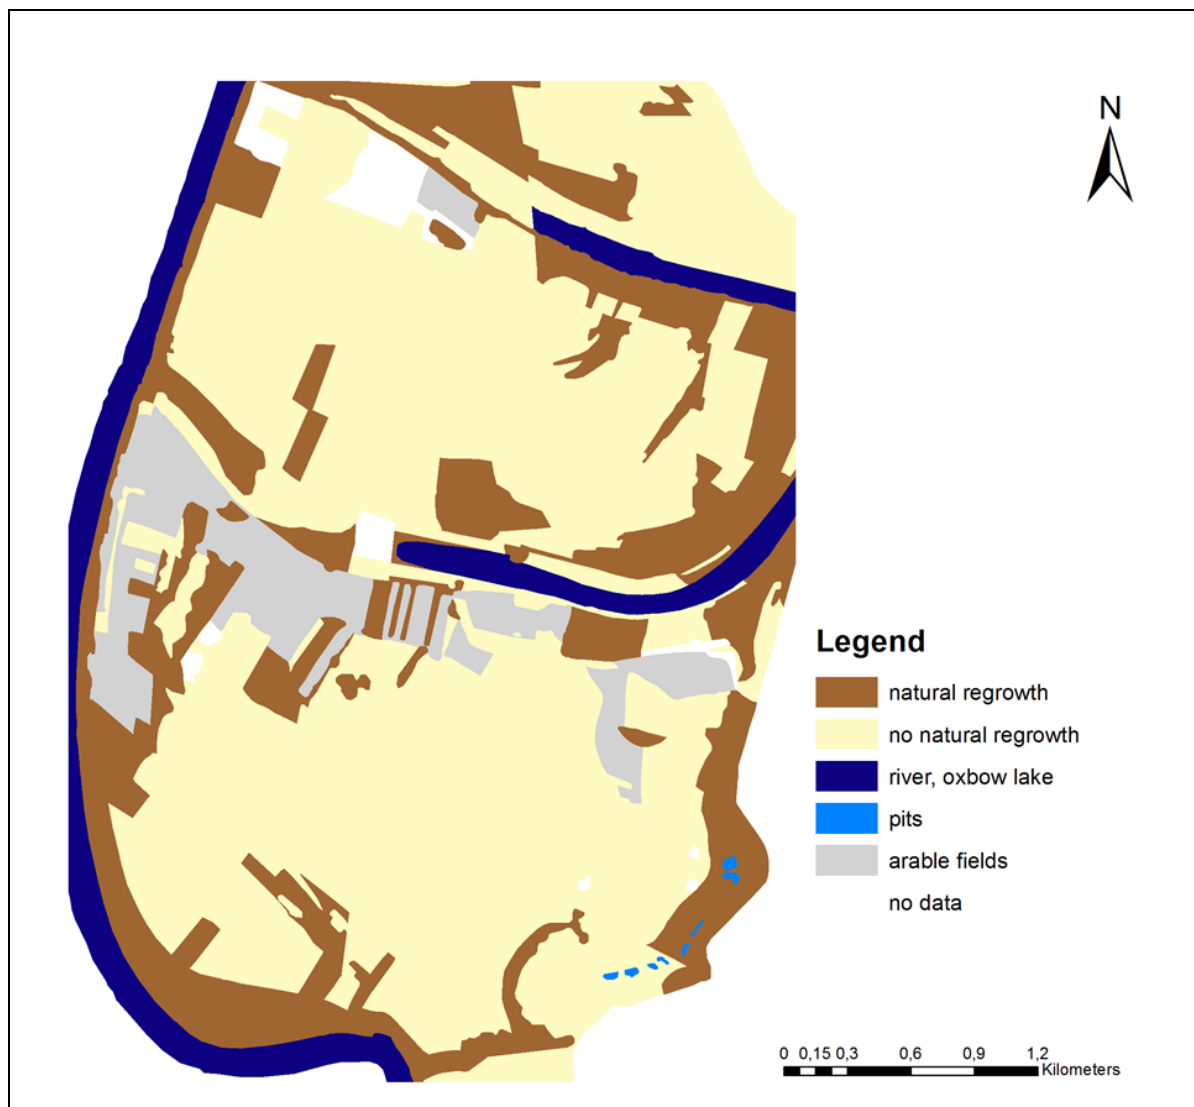 N
Legend
natural regrowth
no natural regrowth
river, oxbow lake
pits
arable fields
no data
0 0,15 0,3 0,6 0,9 1,2
Kilometers